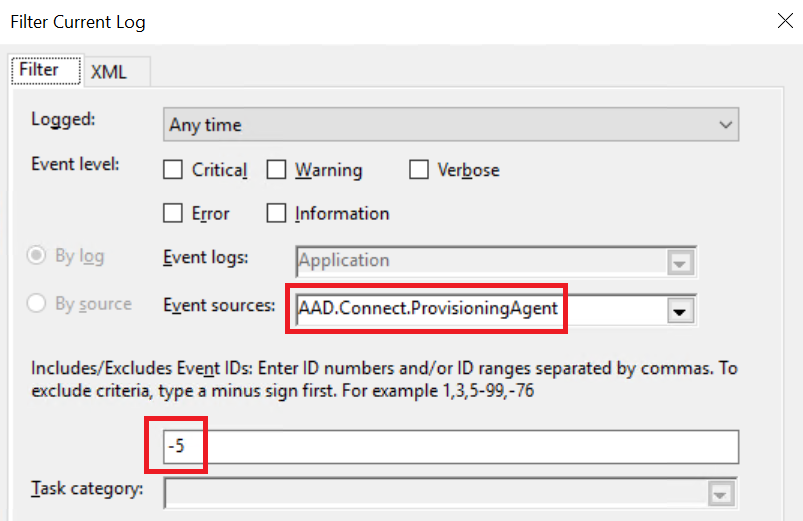 Filter Current Log
Filter XML
Logged: Any time
Event level: Critical Warning Verbose
Error Information
By log Event logs: Application
By source Event sources: AAD.Connect.ProvisioningAgent
Includes/Excludes Event IDs: Enter ID numbers and/or ID ranges separated by commas. To
exclude criteria, type a minus sign first. For example 1,3,5-99,-76
-5
Task category: